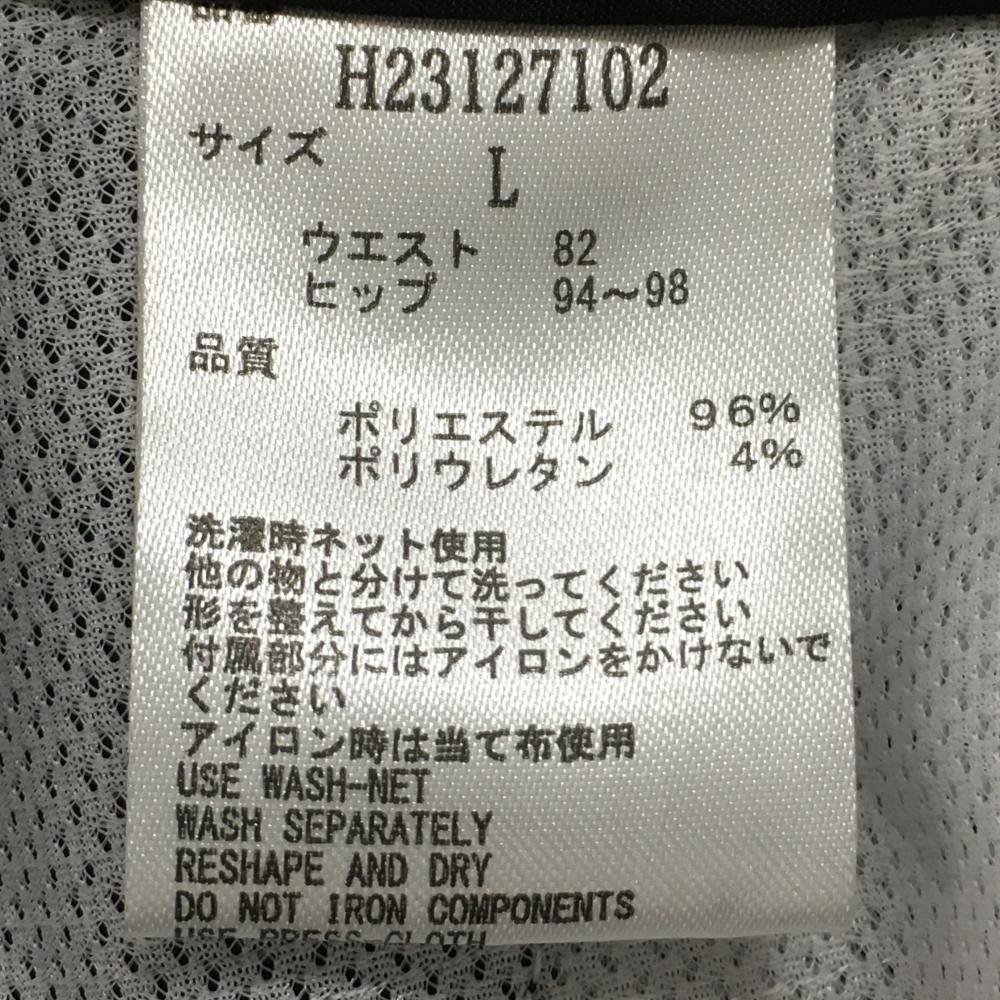 H23127102
サイズ
L
ウエスト 82
ヒップ 94～98
品質
ポリエステル 96%
ポリウレタン 4%
洗濯時ネット使用
他の物と分けて洗ってください
形を整えてから干してください
付属部分にはアイロンをかけないで
ください
アイロン時は当て布使用
USE WASH-NET
WASH SEPARATELY
RESHAPE AND DRY
DO NOT IRON COMPONENTS
USE PRESS CLOTH